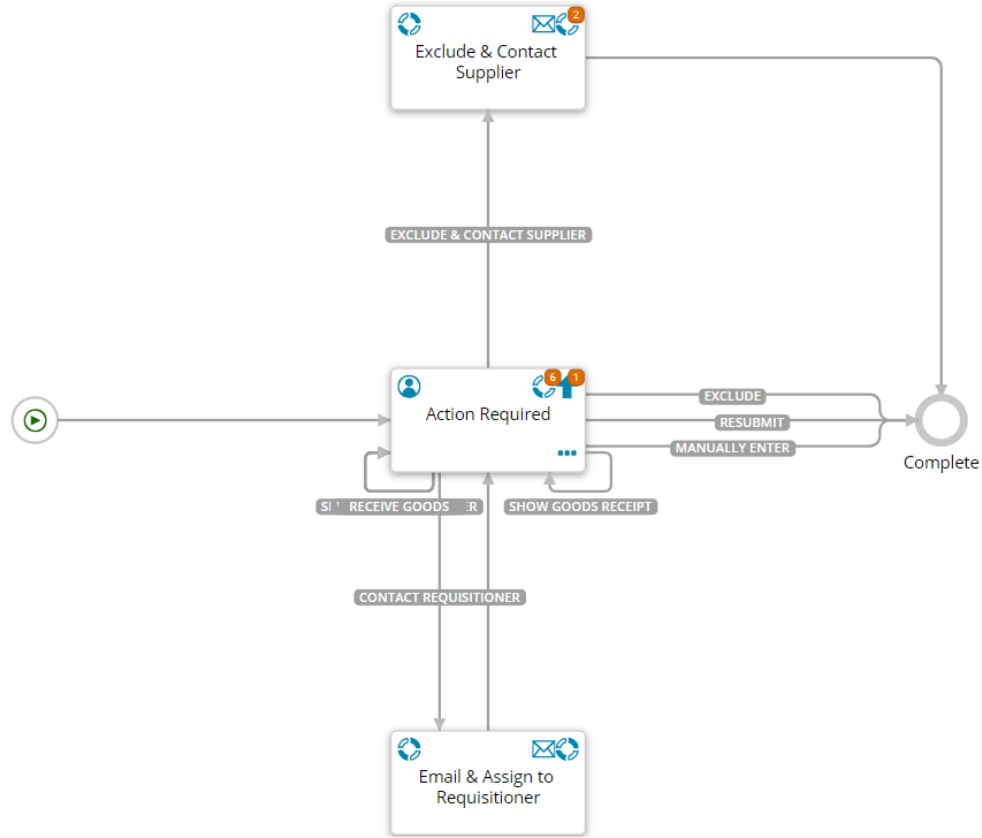 2
Exclude & Contact
Supplier
EXCLUDE & CONTACT SUPPLIER
6 1
Action Required
EXCLUDE
RESUBMIT
MANUALLY ENTER
Complete
RECEIVE GOODS
SHOW GOODS RECEIPT
CONTACT REQUISITIONER
Email & Assign to
Requisitioner